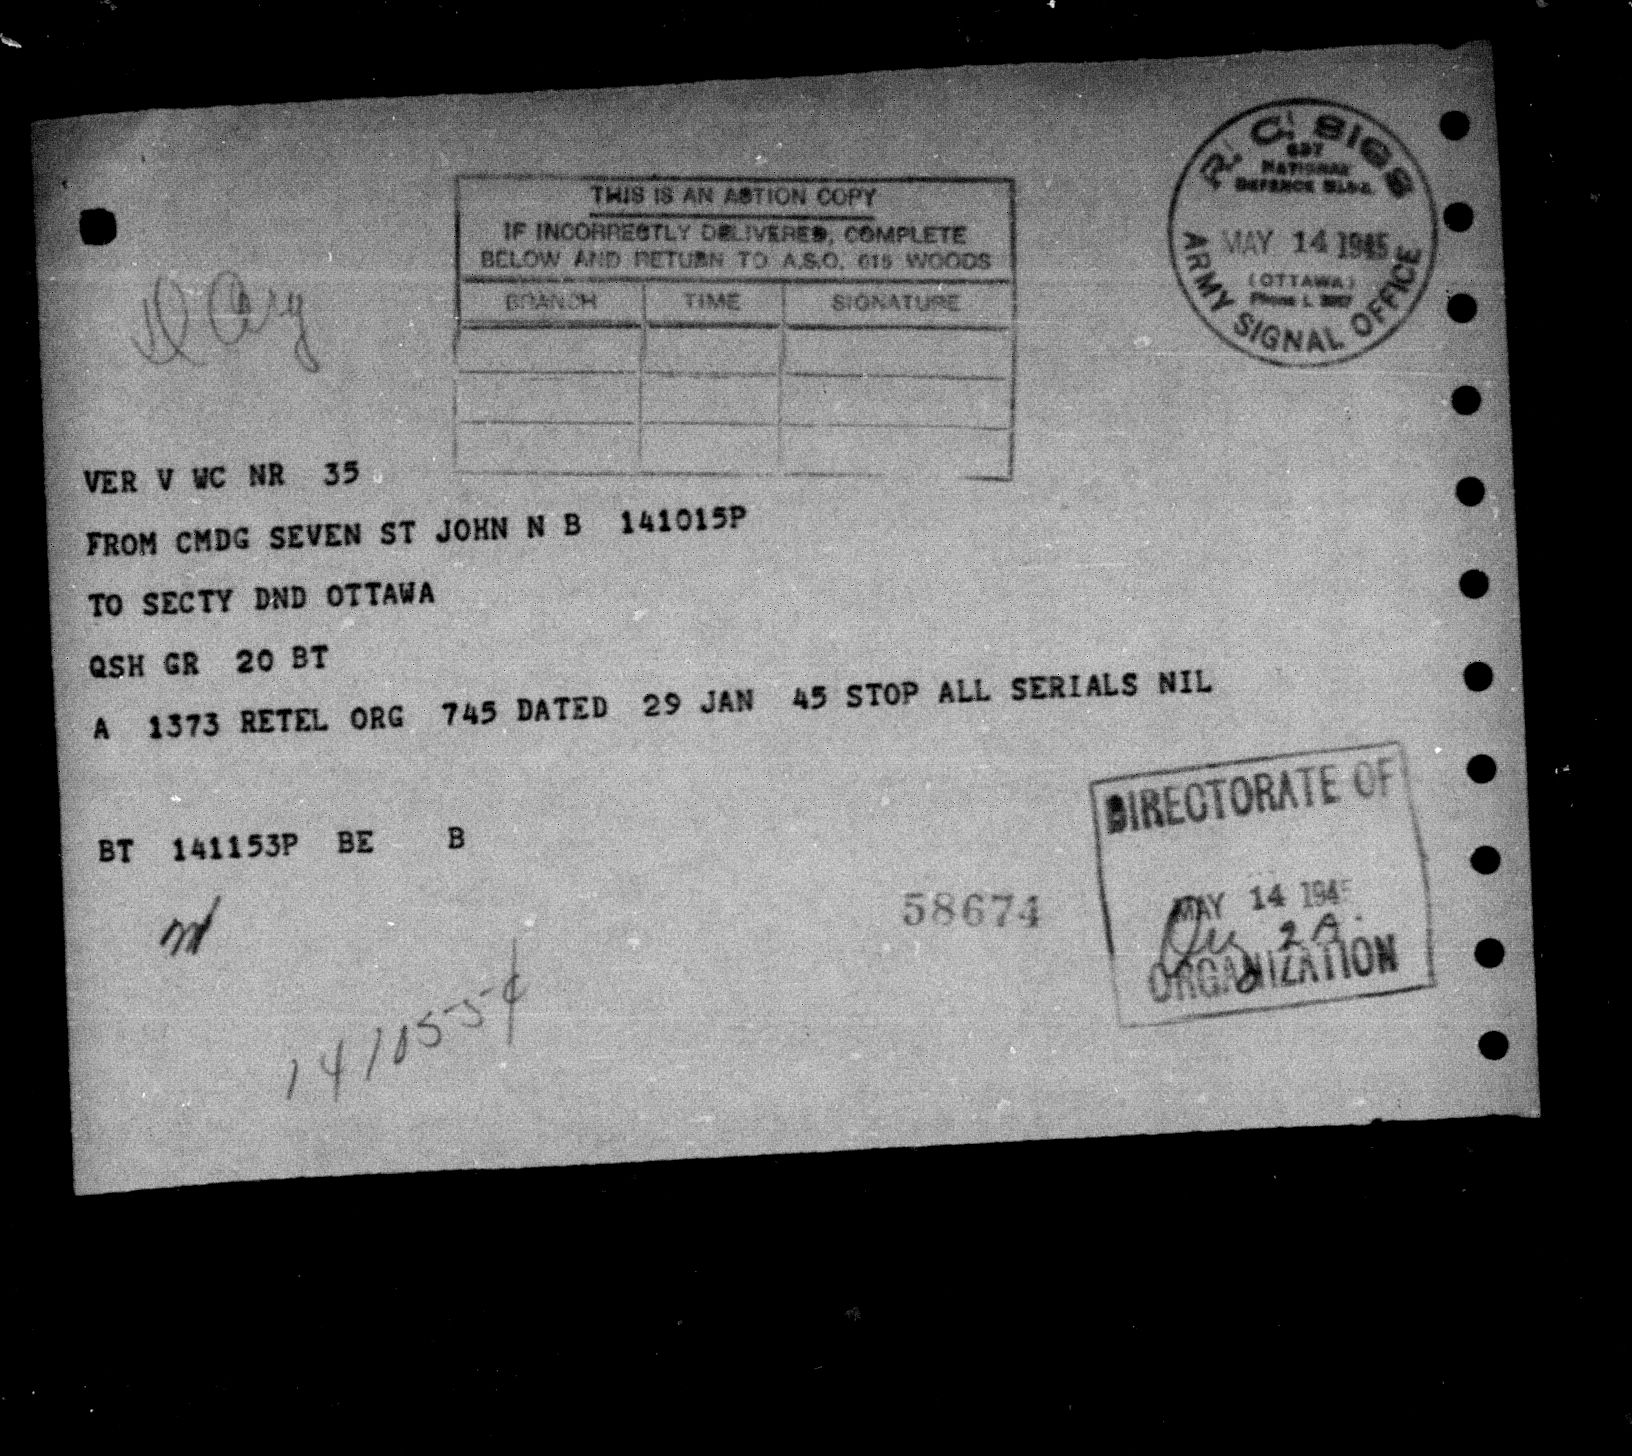 R. C. SIGS
NATIONAL
DEFENCE BLDG.
MAY 14 1945
(OTTAWA)
ARMY SIGNAL OFFICE
THIS IS AN ACTION COPY
IF INCORRECTLY DELIVERED, COMPLETE
BELOW AND RETURN TO A.S.O. 615 WOODS
BRANCH TIME SIGNATURE
D Org
VER V WC NR 35
FROM CMDG SEVEN ST JOHN N B 141015P
TO SECTY DND OTTAWA
QSH GR 20 BT
A 1373 RETEL ORG 745 DATED 29 JAN 45 STOP ALL SERIALS NIL
BT 141153P BE B
58674
DIRECTORATE OF
MAY 14 1945
Org 2A.
ORGANIZATION